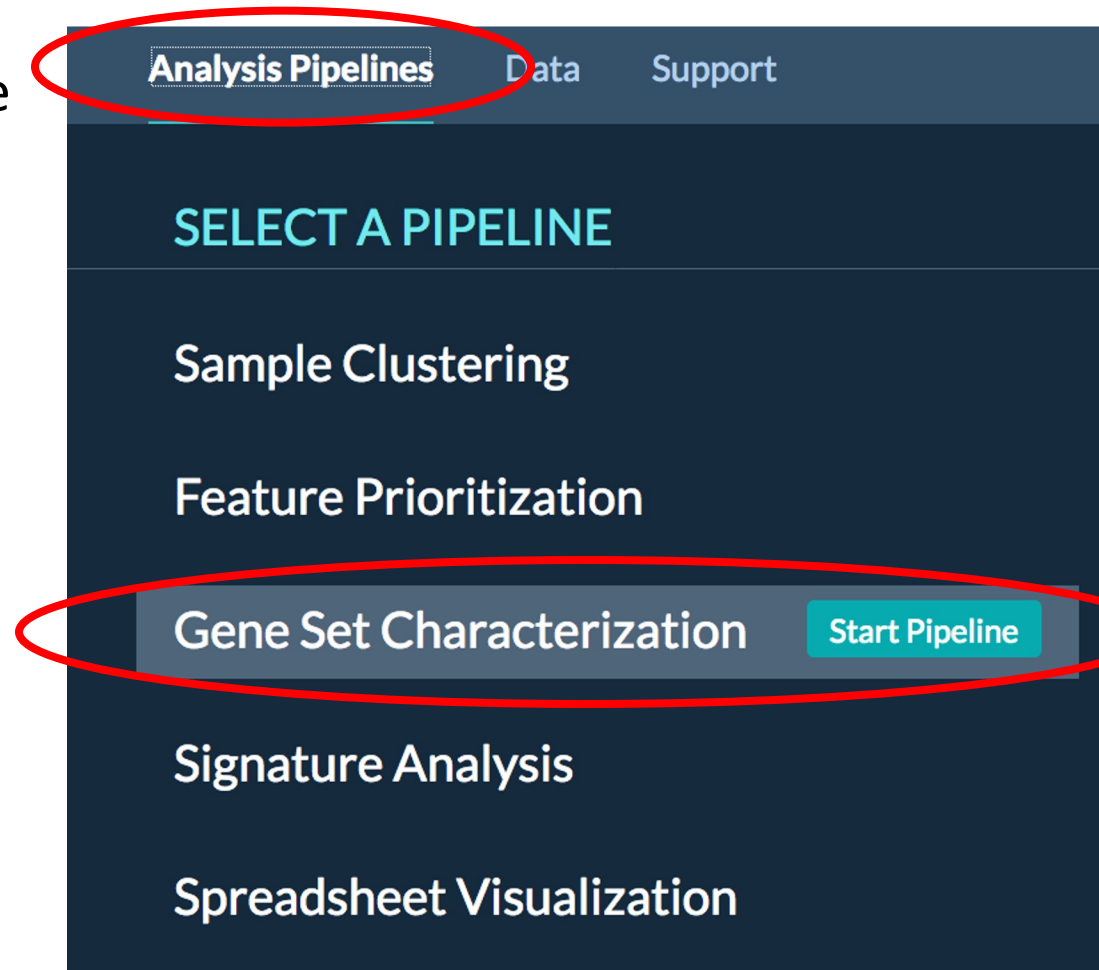 Analysis Pipelines Data Support
e
SELECT A PIPELINE
Sample Clustering
Feature Prioritization
Gene Set Characterization Start Pipeline
Signature Analysis
Spreadsheet Visualization